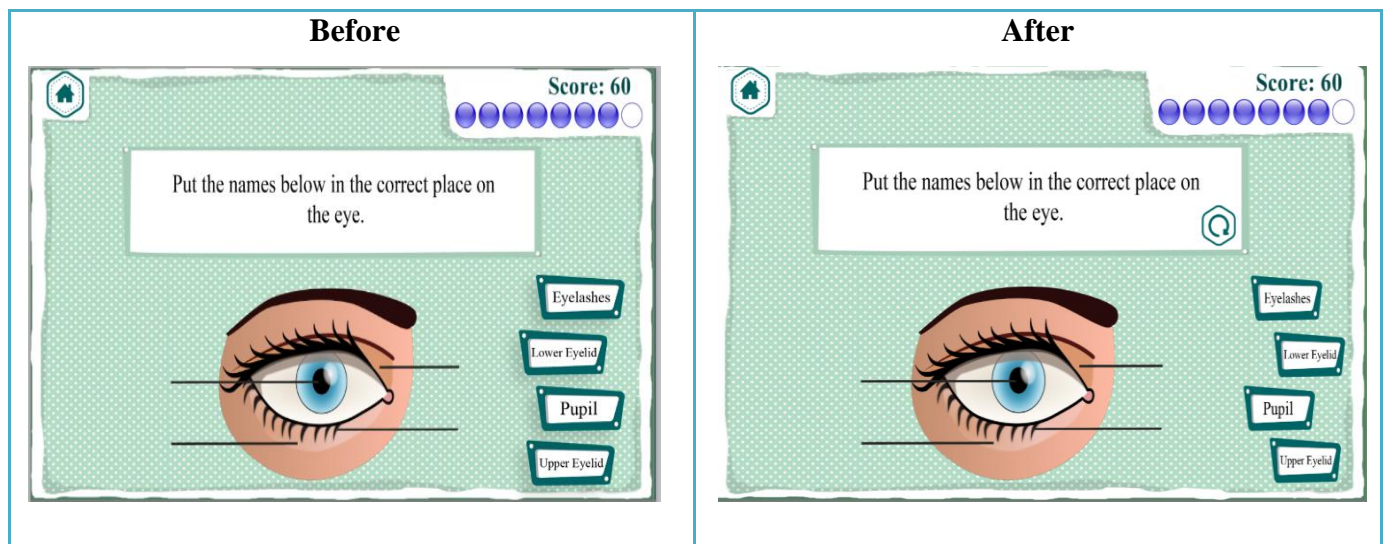 Before
Score: 60
Put the names below in the correct place on
the eye.
Eyelashes
Lower Eyelid
Pupil
Upper Eyelid
After
Score: 60
Put the names below in the correct place on
the eye.
Eyelashes
Lower Eyelid
Pupil
Upper Eyelid